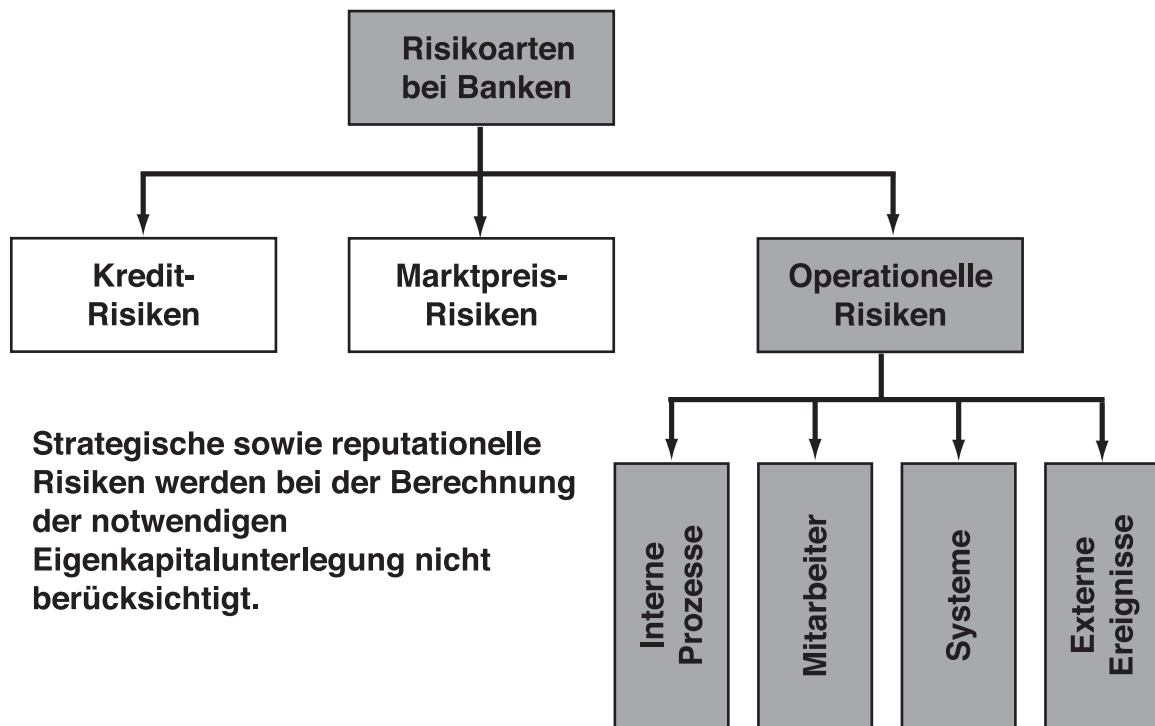 Risikoarten
bei Banken
Kredit-
Risiken
Marktpreis-
Risiken
Operationelle
Risiken
Strategische sowie reputationelle
Risiken werden bei der Berechnung
der notwendigen
Eigenkapitalunterlegung nicht
berücksichtigt.
Interne
Prozesse
Mitarbeiter
Systeme
Externe
Ereignisse